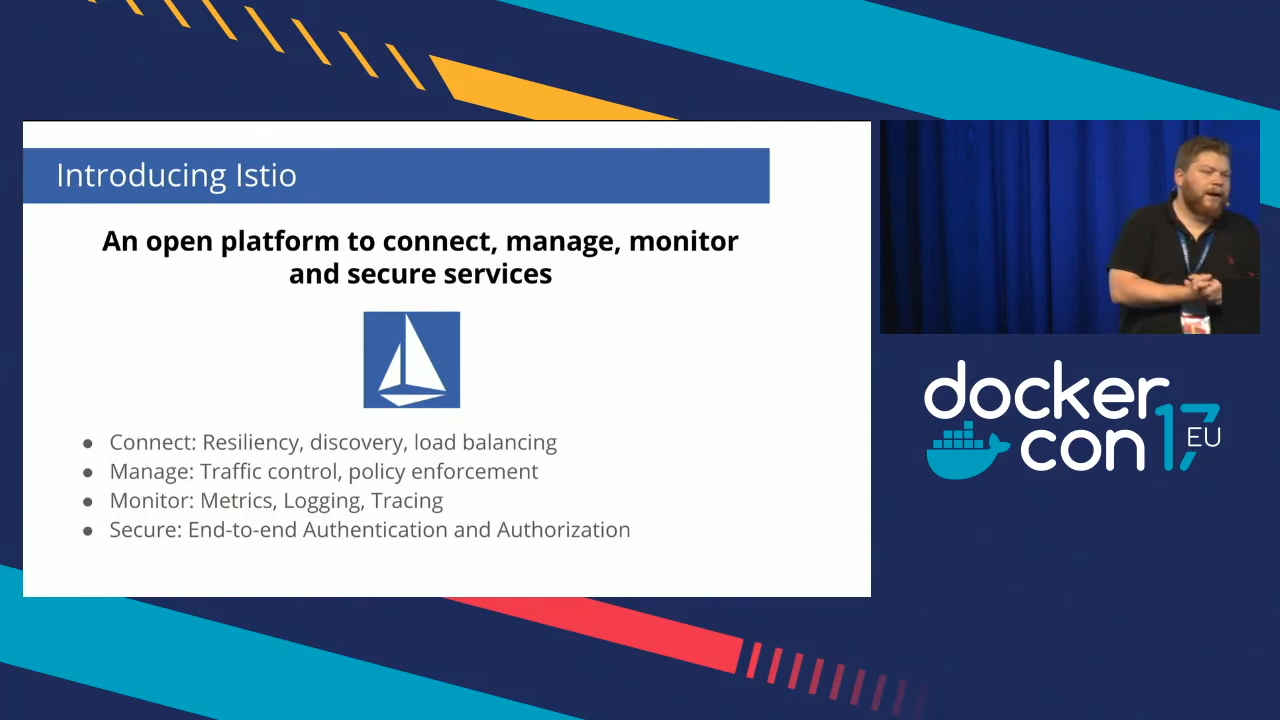 Introducing Istio
An open platform to connect, manage, monitor
and secure services
● Connect: Resiliency, discovery, load balancing
● Manage: Traffic control, policy enforcement
● Monitor: Metrics, Logging, Tracing
● Secure: End-to-end Authentication and Authorization
docker
con 17 EU